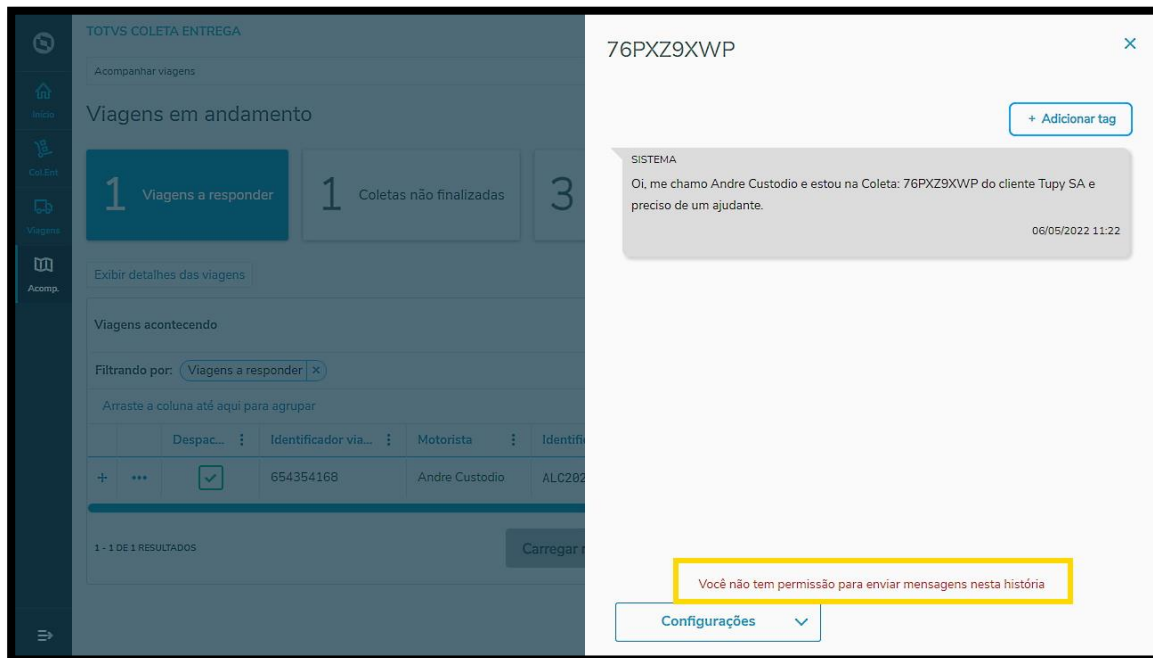 TOTVS COLETA ENTREGA
Acompanhar viagens
Início
Col.Ent
Viagens
Acomp.
Viagens em andamento
1 Viagens a responder
1 Coletas não finalizadas
3
Exibir detalhes das viagens
Viagens acontecendo
Filtrando por: Viagens a responder
Arraste a coluna até aqui para agrupar
Despac... Identificador via... Motorista Identifi
654354168 Andre Custodio ALC202
1 - 1 DE 1 RESULTADOS
Carregar
76PXZ9XWP
+ Adicionar tag
SISTEMA
Oi, me chamo Andre Custodio e estou na Coleta: 76PXZ9XWP do cliente Tupy SA e
preciso de um ajudante.
06/05/2022 11:22
Você não tem permissão para enviar mensagens nesta história
Configurações